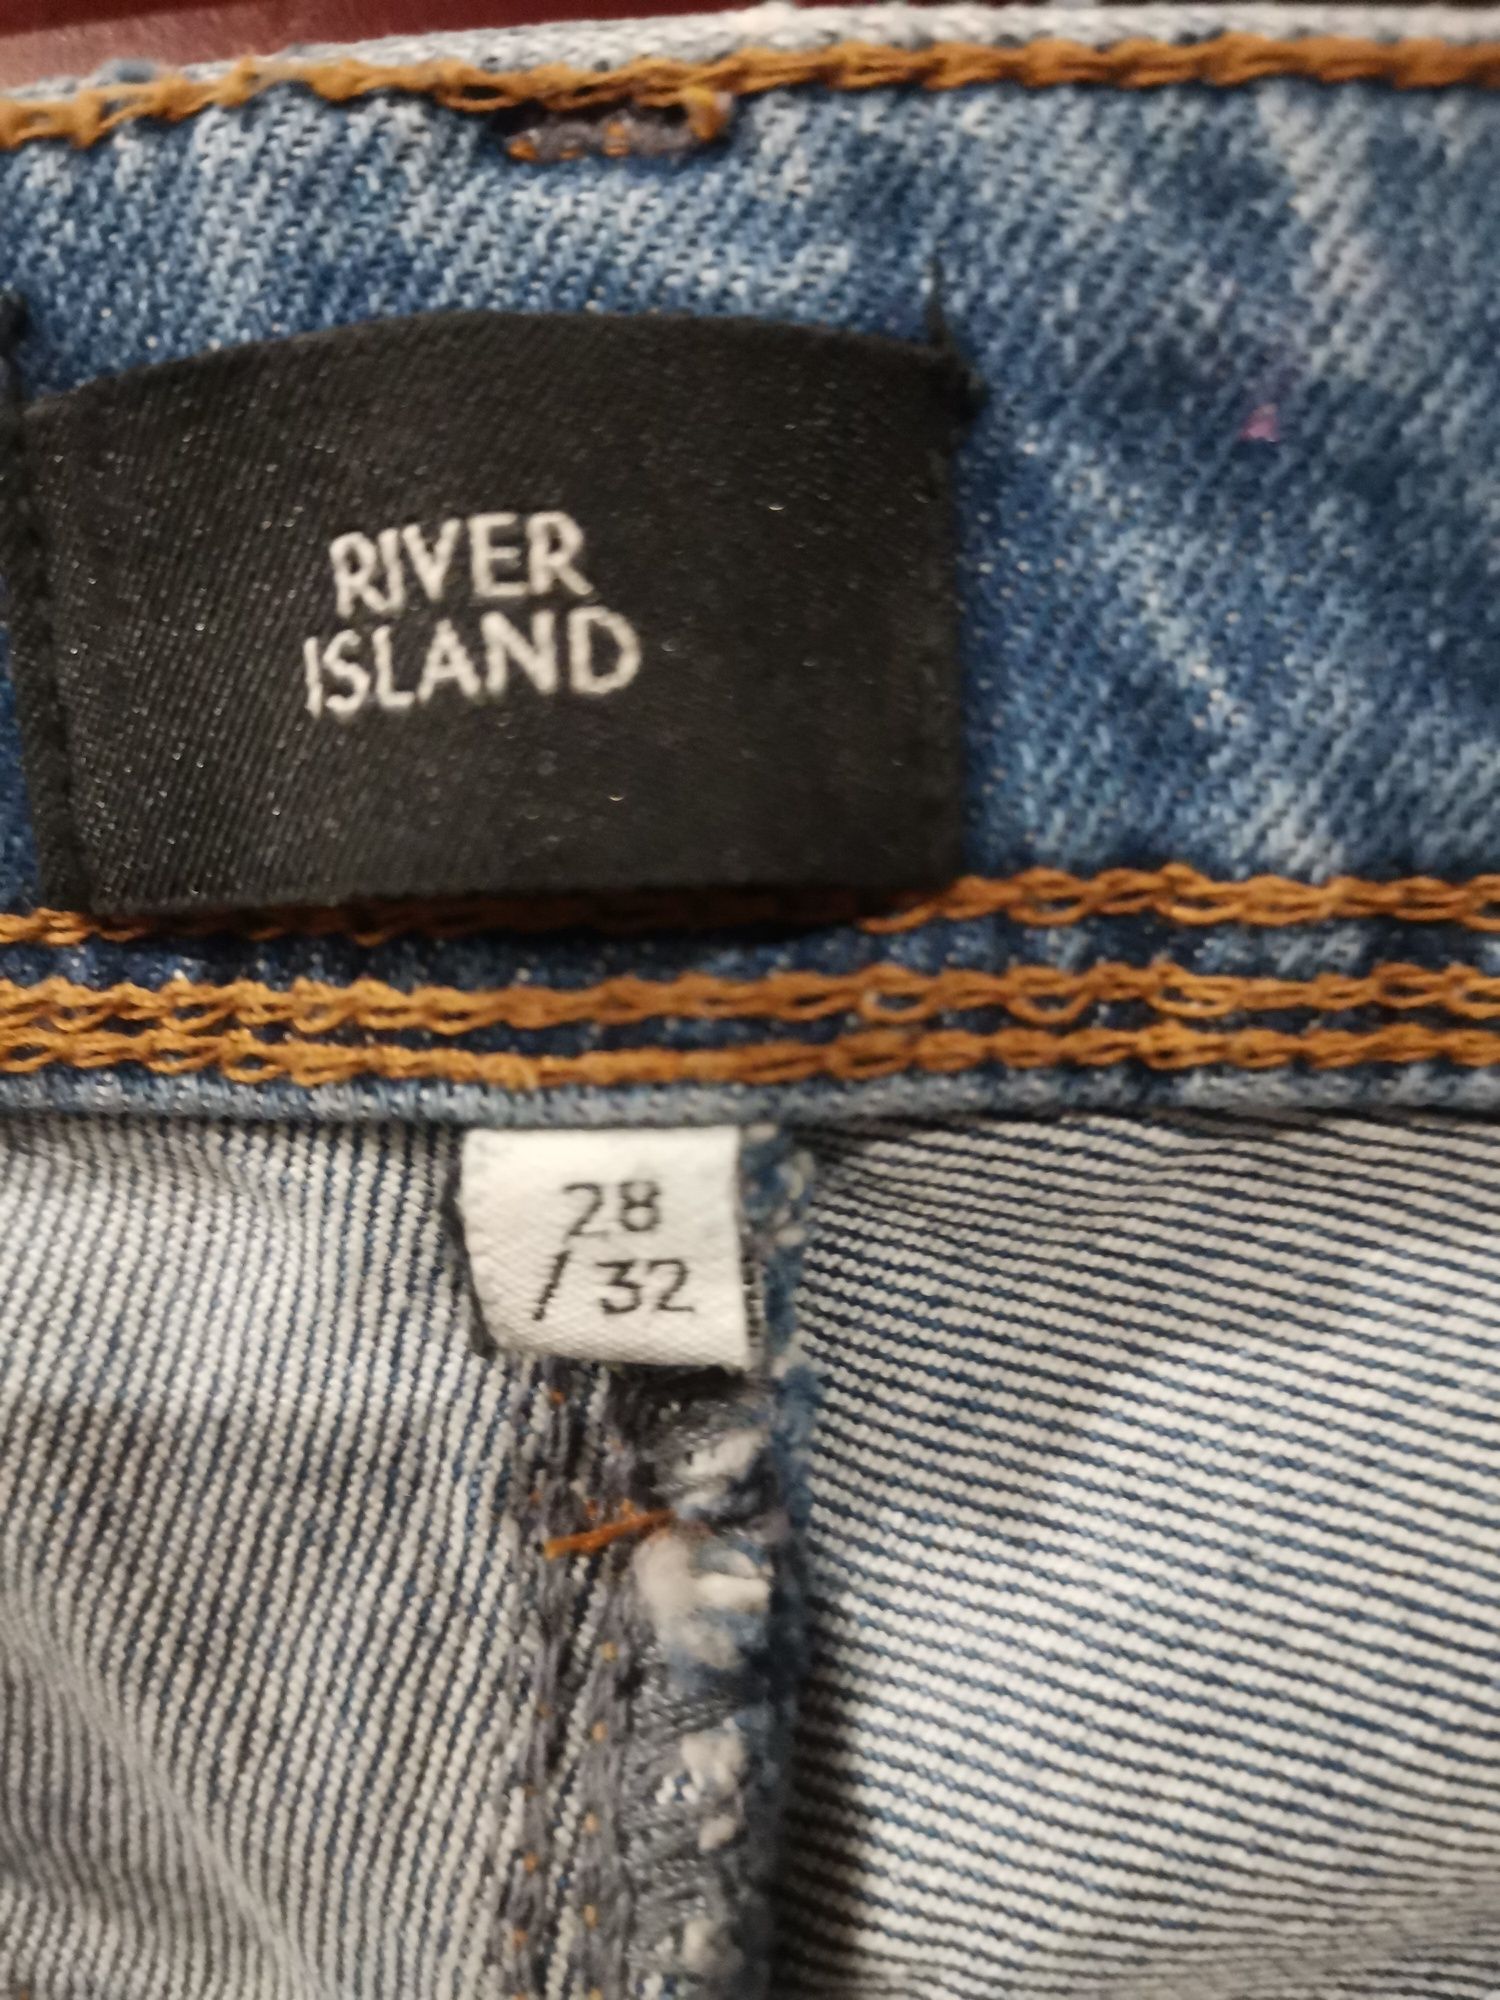 RIVER
ISLAND
28
/ 32